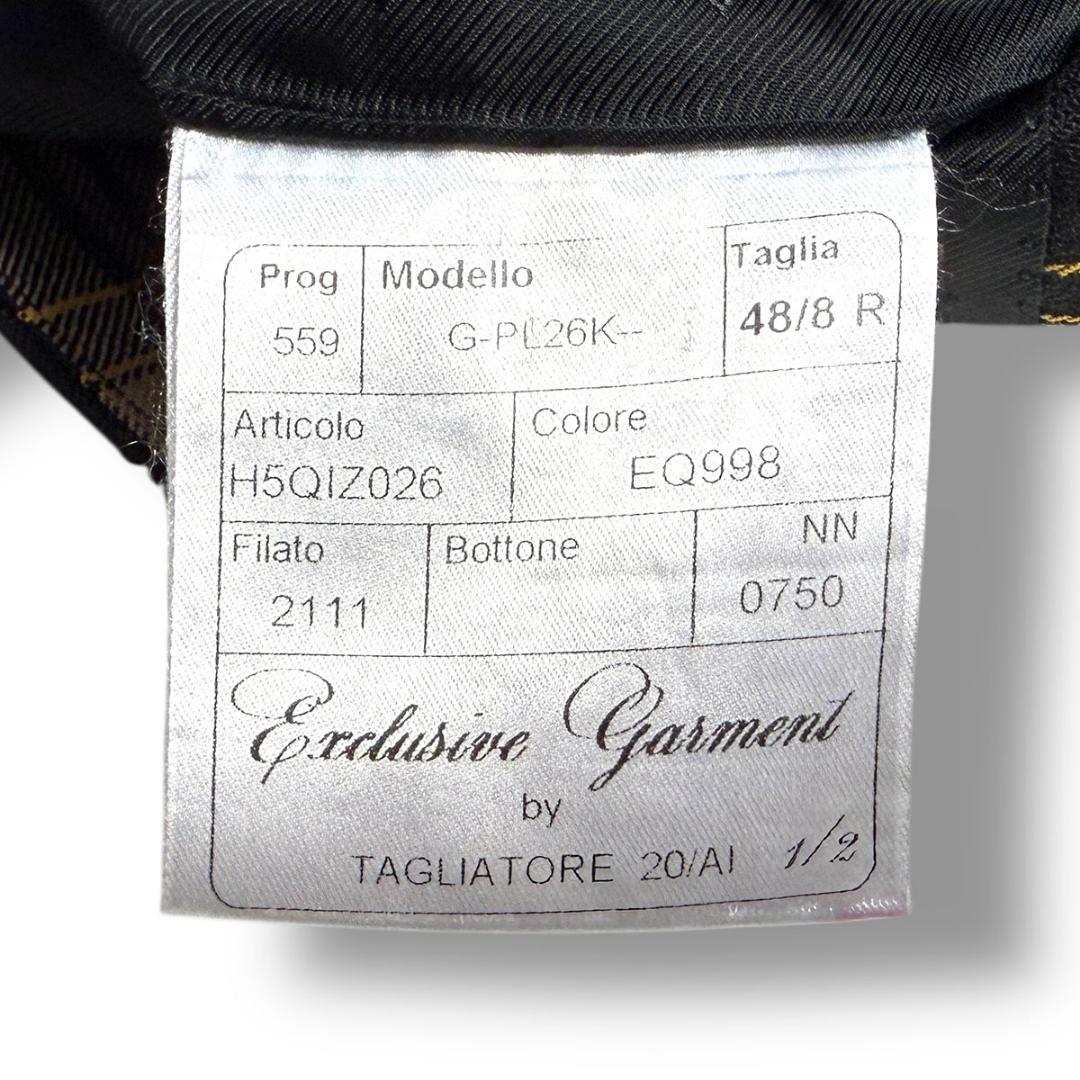 Prog Modello Taglia
559 G-PL26K-- 48/8 R
Articolo Colore
H5QIZ026 EQ998
Filato Bottone NN
2111 0750
Exclusive Garment
by
TAGLIATORE 20/AI 1/2